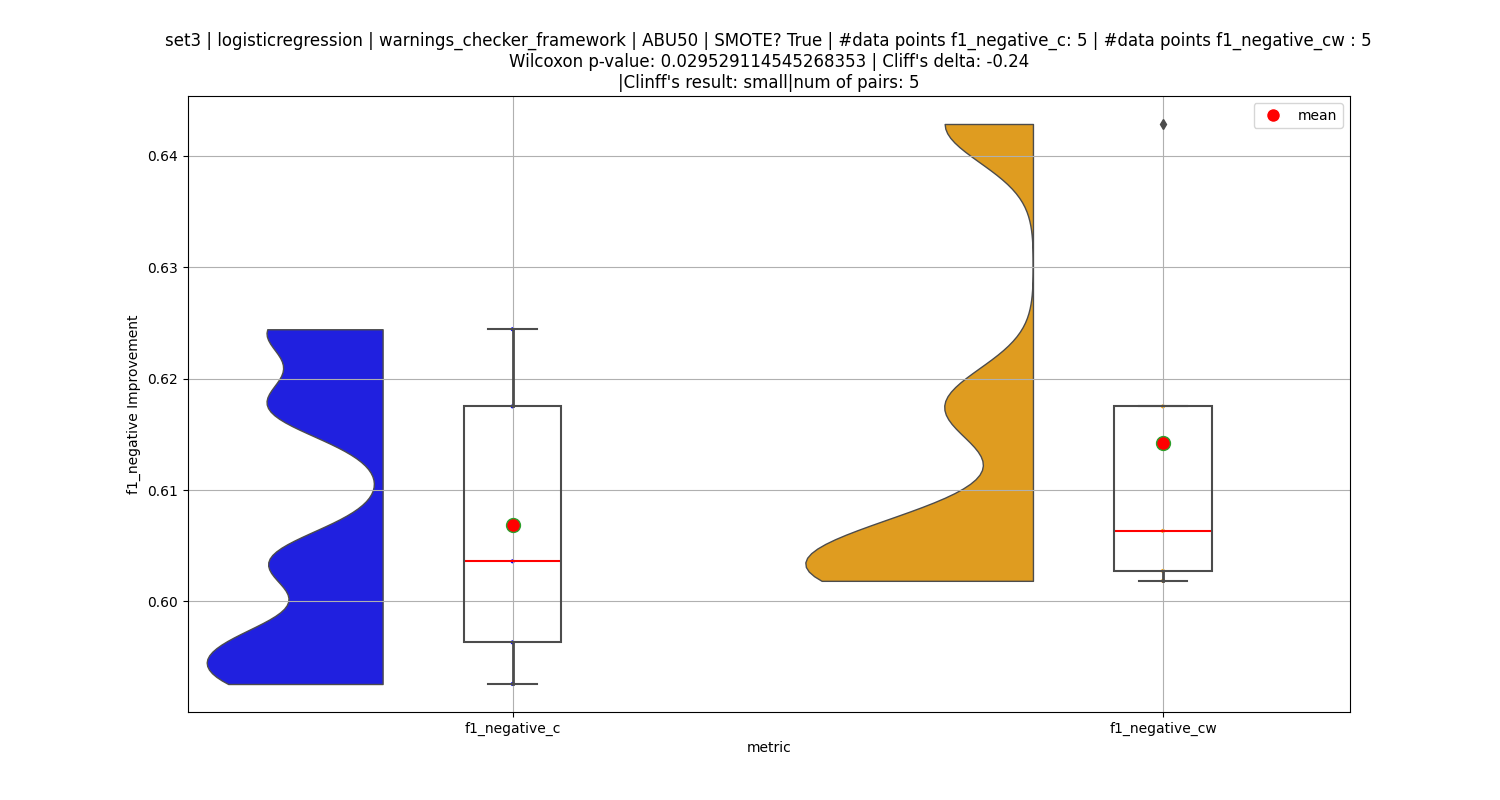 set3 | logisticregression | warnings_checker_framework | ABU50 | SMOTE? True | #data points f1_negative_c: 5 | #data points f1_negative_cw : 5
Wilcoxon p-value: 0.029529114545268353 | Cliff's delta: -0.24
|Clinff's result: small|num of pairs: 5
mean
0.64
0.63
0.62
0.61
0.60
f1_negative Improvement
f1_negative_c
f1_negative_cw
metric